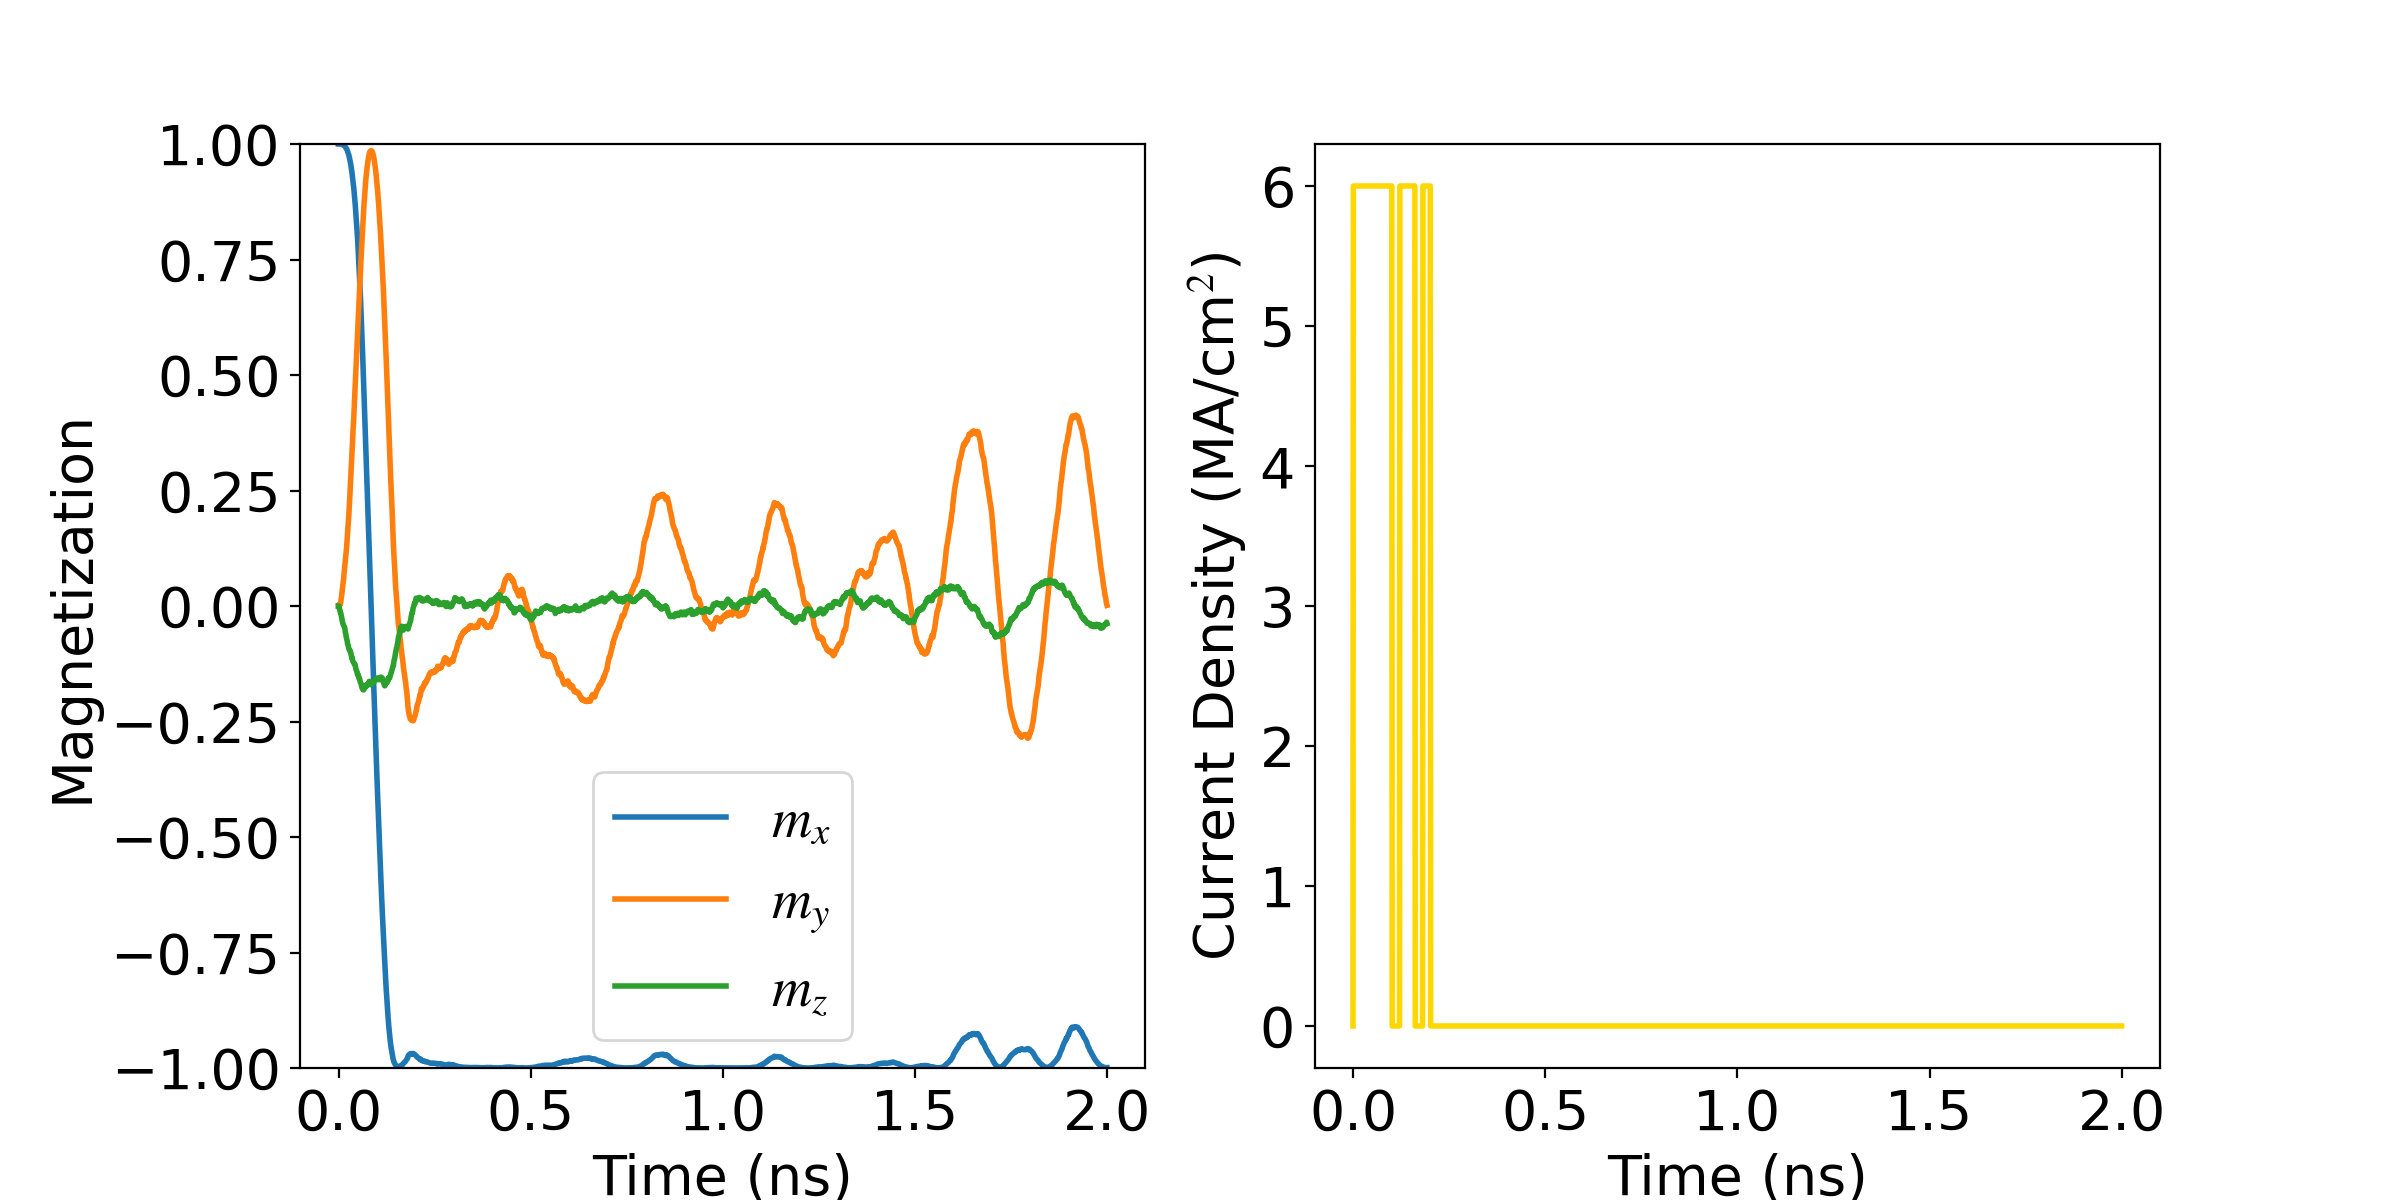 1.00
0.75
0.50
0.25
0.00
−0.25
−0.50
−0.75
−1.00
Magnetization
0.0 0.5 1.0 1.5 2.0
Time (ns)
m_x
m_y
m_z
6
5
4
3
2
1
0
Current Density (MA/cm²)
0.0 0.5 1.0 1.5 2.0
Time (ns)